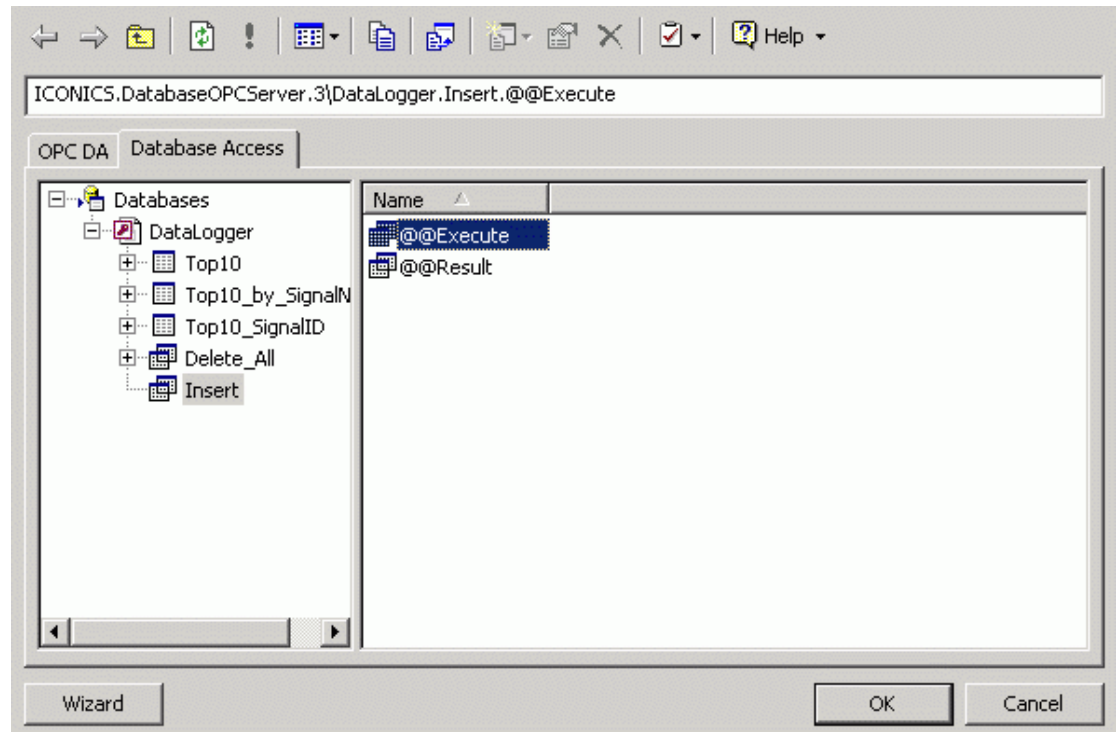 Help
ICONICS.DatabaseOPCServer.3\DataLogger.Insert.@@Execute
OPC DA Database Access
Databases
DataLogger
Top10
Top10_by_SignalN
Top10_SignalID
Delete_All
Insert
Name
@@Execute
@@Result
Wizard OK Cancel